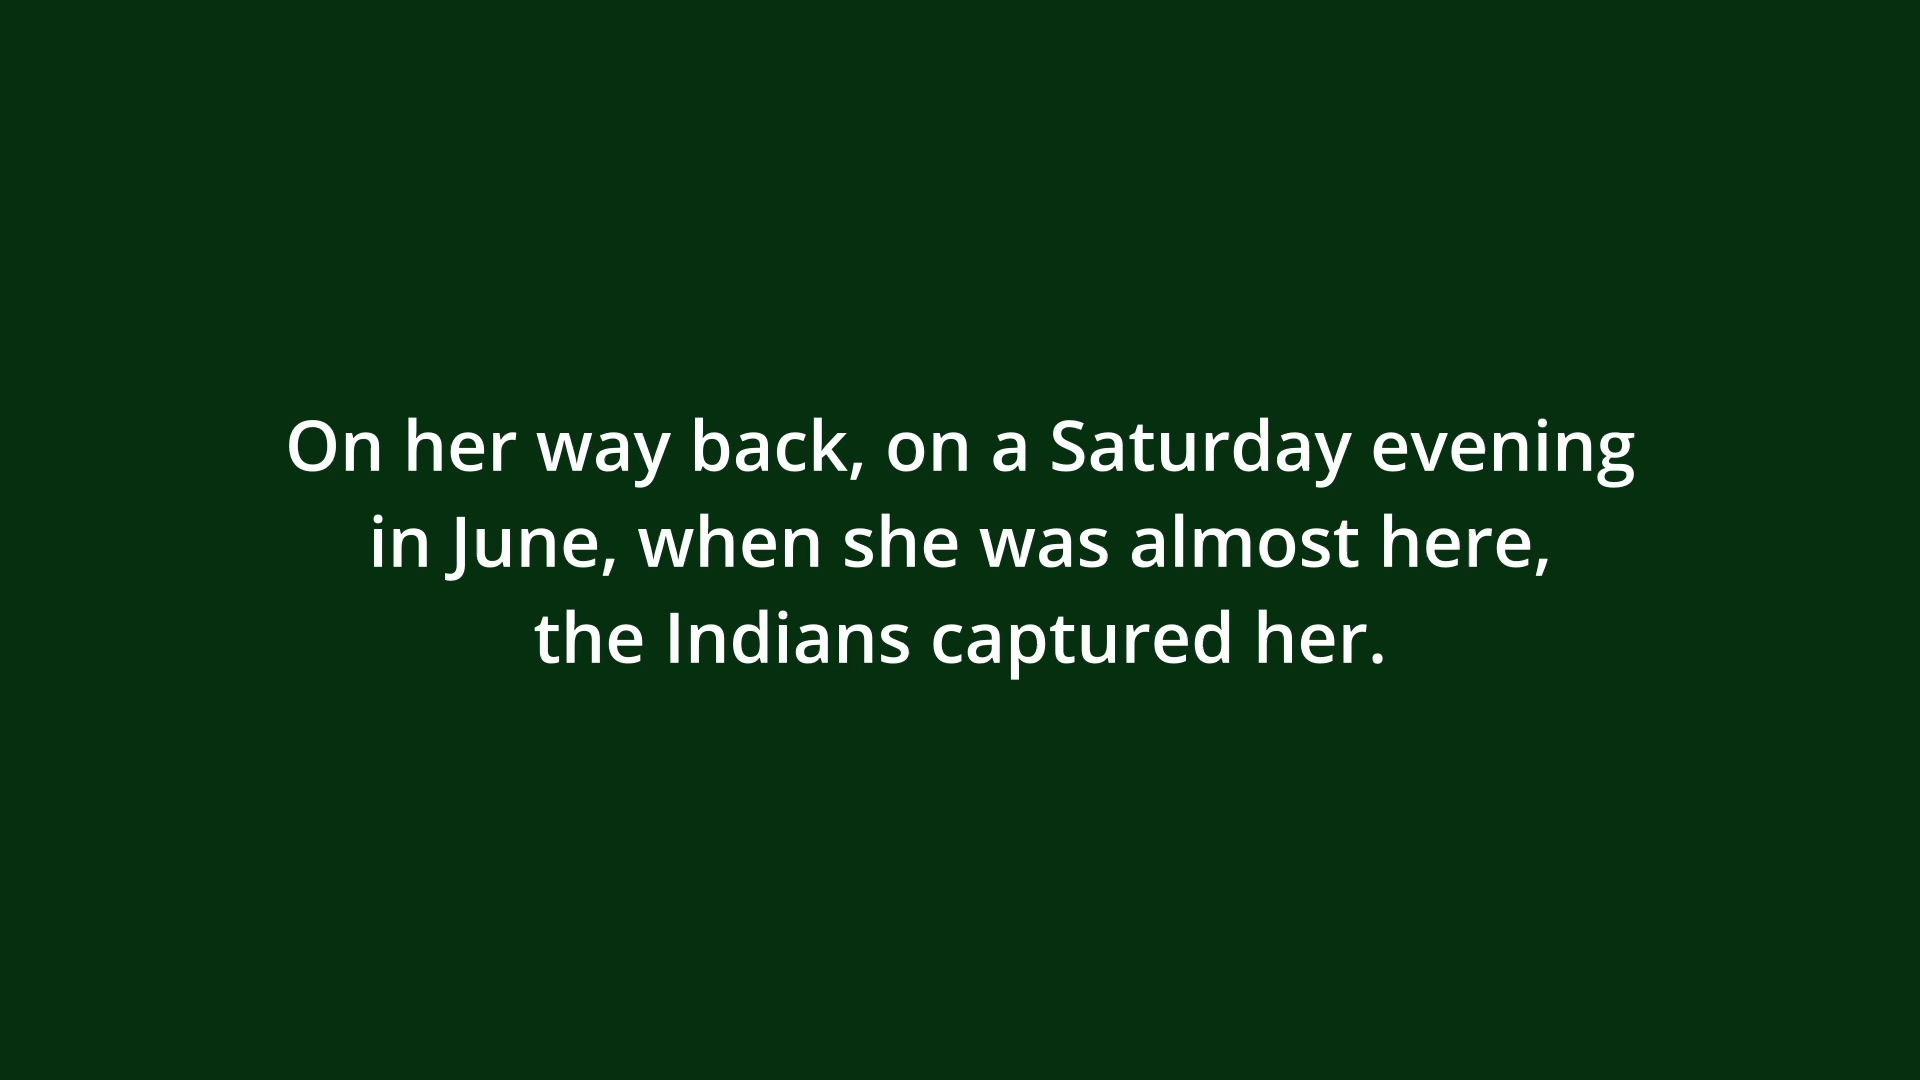 On her way back, on a Saturday evening
in June, when she was almost here,
the Indians captured her.